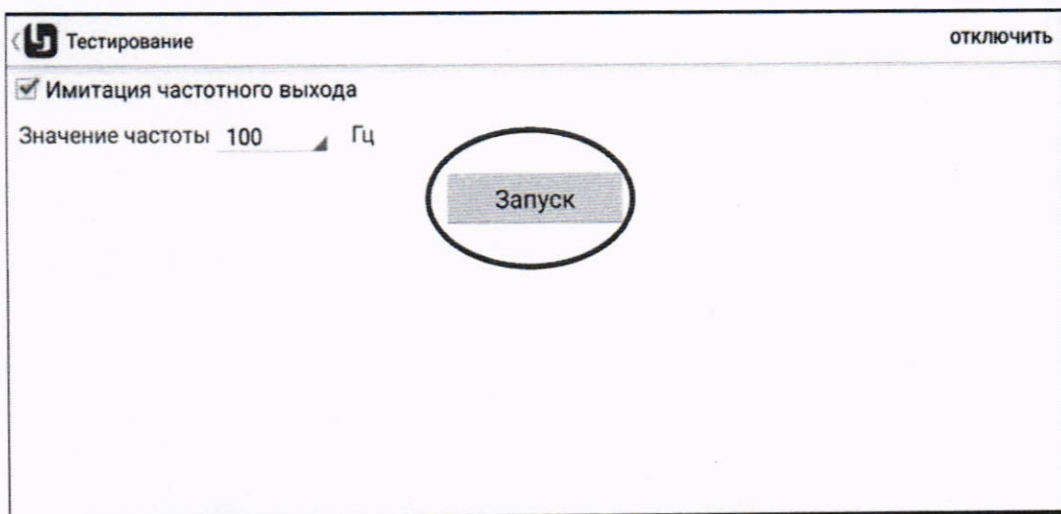 Тестирование
ОТКЛЮЧИТЬ
Имитация частотного выхода
Значение частоты 100 Гц
Запуск